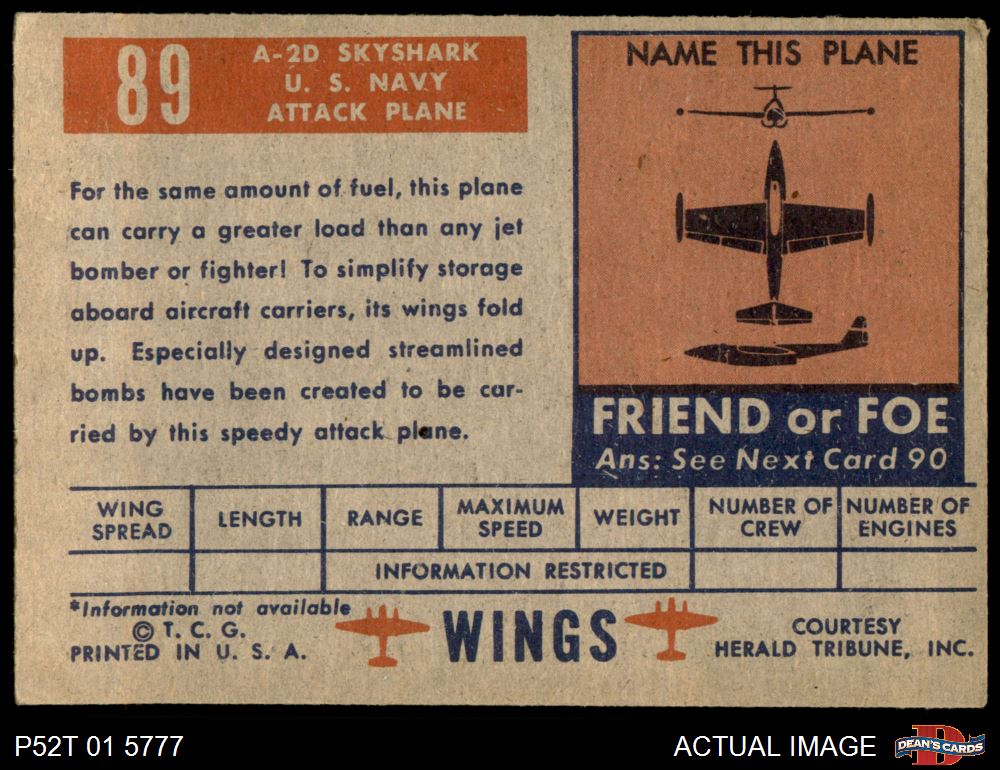 89
A-2D SKYSHARK
U. S. NAVY
ATTACK PLANE
For the same amount of fuel, this plane
can carry a greater load than any jet
bomber or fighter! To simplify storage
aboard aircraft carriers, its wings fold
up. Especially designed streamlined
bombs have been created to be car-
ried by this speedy attack plane.
NAME THIS PLANE
FRIEND or FOE
Ans: See Next Card 90
WING SPREAD
LENGTH
RANGE
MAXIMUM SPEED
WEIGHT
NUMBER OF CREW
NUMBER OF ENGINES
INFORMATION RESTRICTED
*Information not available
© T. C. G.
PRINTED IN U. S. A.
WINGS
COURTESY
HERALD TRIBUNE, INC.
P52T 01 5777
ACTUAL IMAGE
D
DEAN'S CARDS